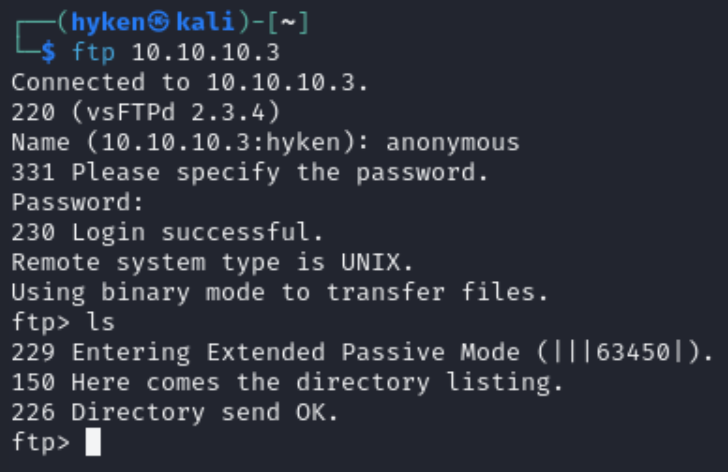 ┌──(hyken㉿kali)-[~]
└─$ ftp 10.10.10.3
Connected to 10.10.10.3.
220 (vsFTPd 2.3.4)
Name (10.10.10.3:hyken): anonymous
331 Please specify the password.
Password:
230 Login successful.
Remote system type is UNIX.
Using binary mode to transfer files.
ftp> ls
229 Entering Extended Passive Mode (|||63450|).
150 Here comes the directory listing.
226 Directory send OK.
ftp>